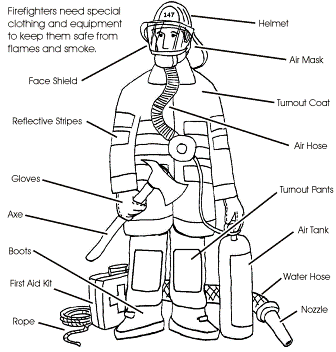 Firefighters need special
clothing and equipment
to keep them safe from
flames and smoke.
147
Helmet
Air Mask
Face Shield
Turnout Coat
Reflective Stripes
Air Hose
Gloves
Turnout Pants
Axe
Air Tank
Boots
Water Hose
First Aid Kit
Nozzle
Rope